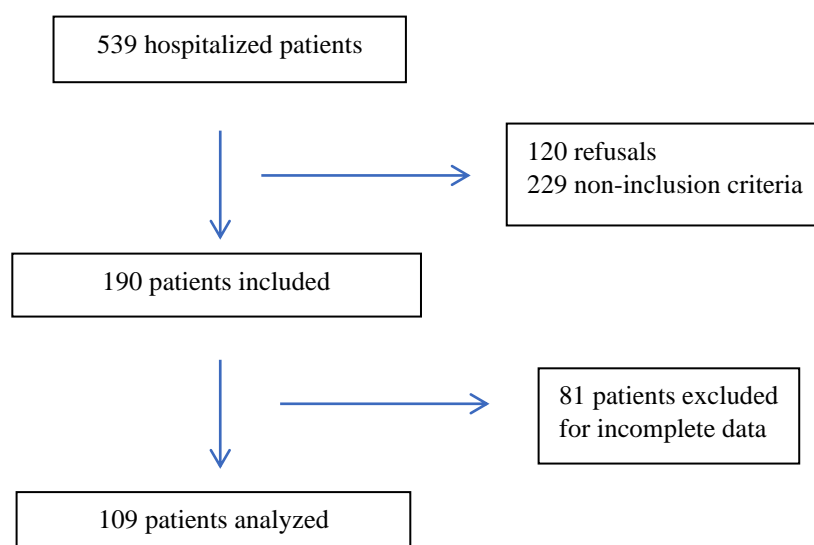 539 hospitalized patients
120 refusals
229 non-inclusion criteria
190 patients included
81 patients excluded
for incomplete data
109 patients analyzed